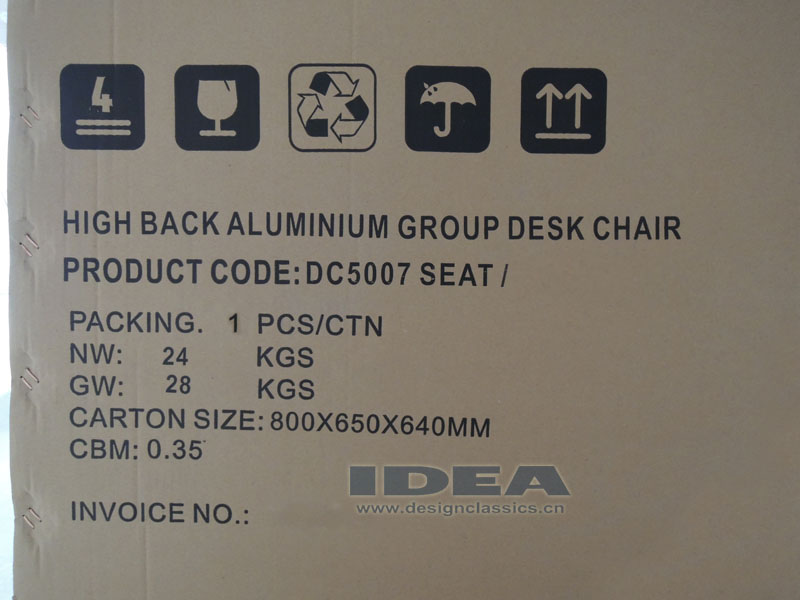 4
HIGH BACK ALUMINIUM GROUP DESK CHAIR
PRODUCT CODE: DC5007 SEAT /
PACKING. 1 PCS/CTN
NW: 24 KGS
GW: 28 KGS
CARTON SIZE: 800X650X640MM
CBM: 0.35
IDEA
www.designclassics.cn
INVOICE NO.: